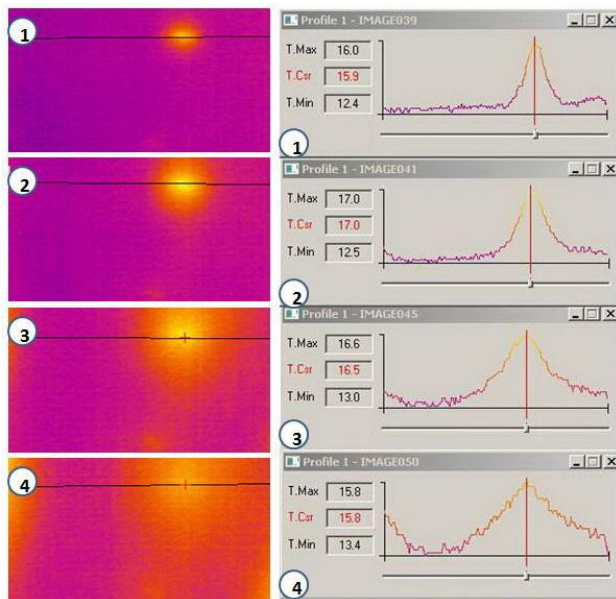 1
Profile 1 - IMAGE039
T.Max 16.0
T.Csr 15.9
T.Min 12.4
1
2
Profile 1 - IMAGE041
T.Max 17.0
T.Csr 17.0
T.Min 12.5
2
3
Profile 1 - IMAGE045
T.Max 16.6
T.Csr 16.5
T.Min 13.0
3
4
Profile 1 - IMAGE050
T.Max 15.8
T.Csr 15.8
T.Min 13.4
4